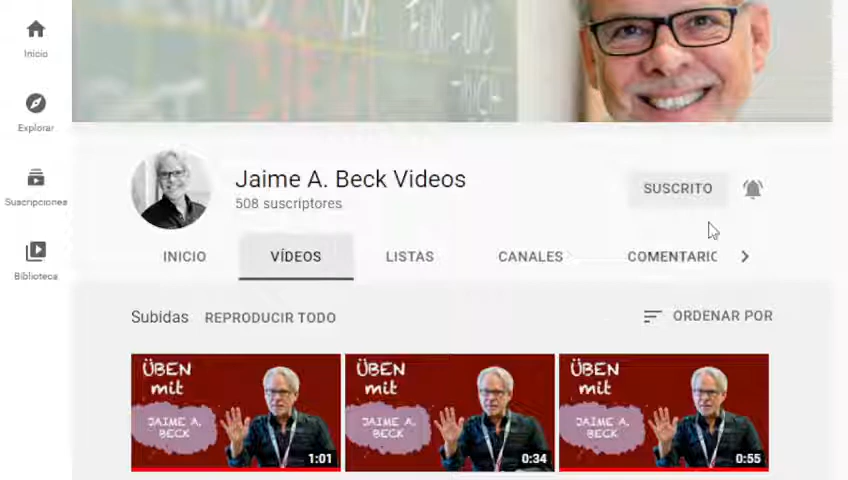 Inicio
Explorar
Suscripciones
Biblioteca
Jaime A. Beck Videos
508 suscriptores
SUSCRITO
INICIO
VÍDEOS
LISTAS
CANALES
COMENTARIC
Subidas
REPRODUCIR TODO
ORDENAR POR
ÜBEN
mit
JAIME A.
BECK
1:01
ÜBEN
mit
JAIME A.
BECK
0:34
ÜBEN
mit
JAIME A.
BECK
0:55